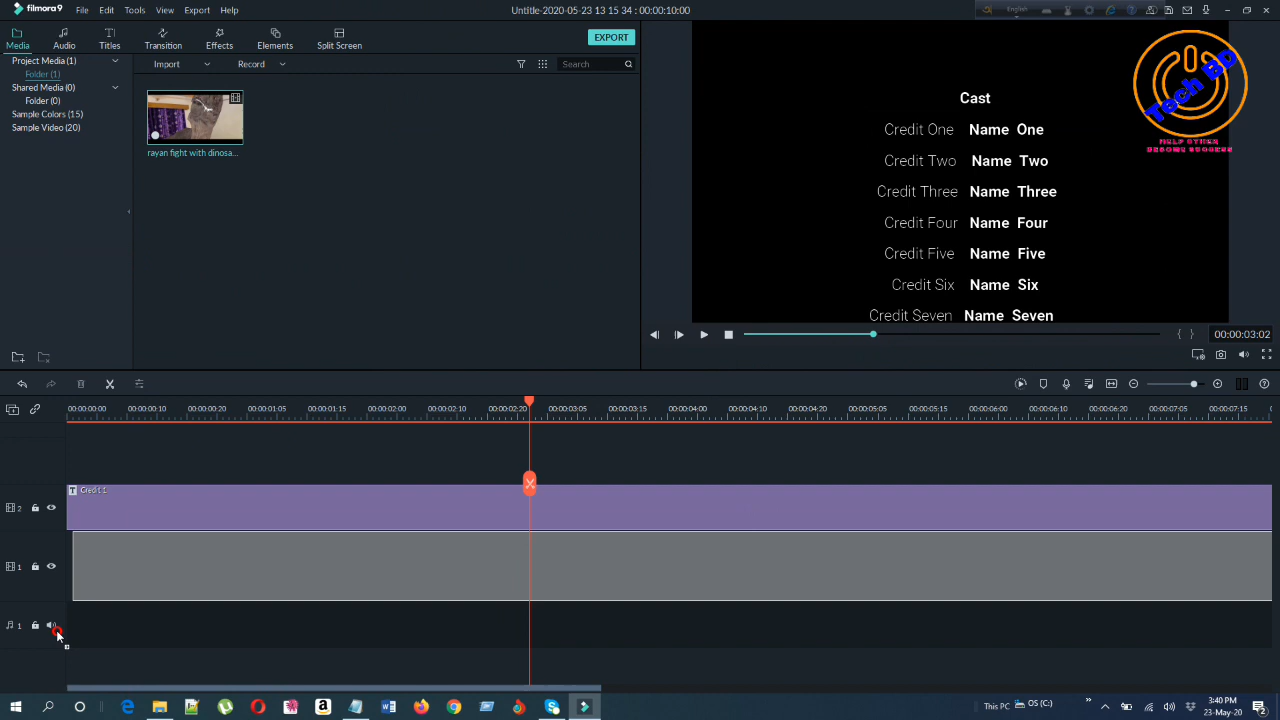 filmora9 File Edit Tools View Export Help
Untitle-2020-05-23 13 15 34 : 00:00:10:00
English
Media Audio Titles Transition Effects Elements Split Screen
EXPORT
Project Media (1)
Folder (1)
Shared Media (0)
Folder (0)
Sample Colors (15)
Sample Video (20)
Import Record Search
rayan fight with dinosa...
Cast
Credit One Name One
Credit Two Name Two
Credit Three Name Three
Credit Four Name Four
Credit Five Name Five
Credit Six Name Six
Credit Seven Name Seven
Tech BD
HELP OTHER
BECOME SUCCESS
00:00:03:02
00:00:00:00 00:00:00:10 00:00:00:20 00:00:01:05 00:00:01:15 00:00:02:00 00:00:02:10 00:00:02:20 00:00:03:05 00:00:03:15 00:00:04:00 00:00:04:10 00:00:04:20 00:00:05:05 00:00:05:15 00:00:06:00 00:00:06:10 00:00:06:20 00:00:07:05 00:00:07:15
T Credit 1
2
1
1
This PC OS (C:)
3:40 PM
23-May-20
2